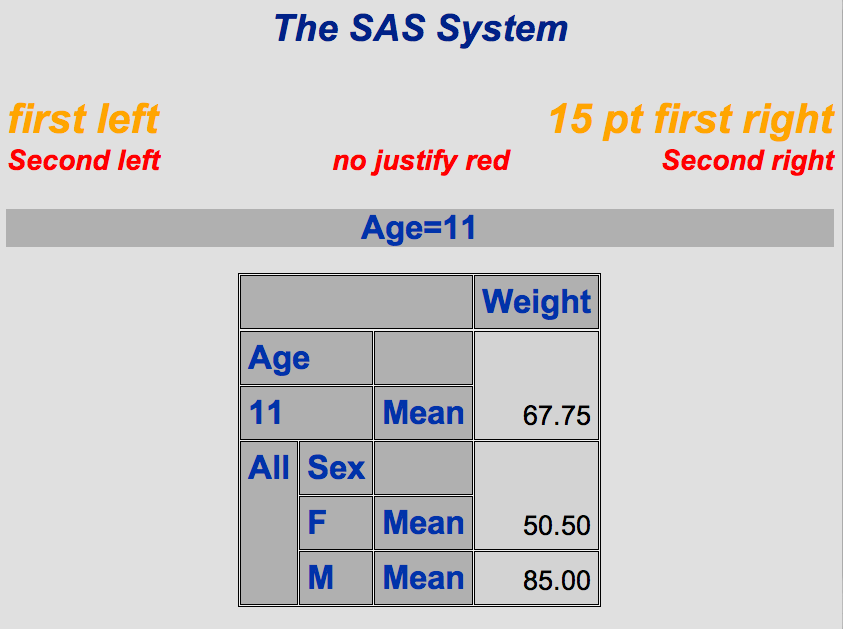 The SAS System
first left 15 pt first right
Second left no justify red Second right
Age=11
Weight
Age
11 Mean 67.75
All Sex
F Mean 50.50
M Mean 85.00